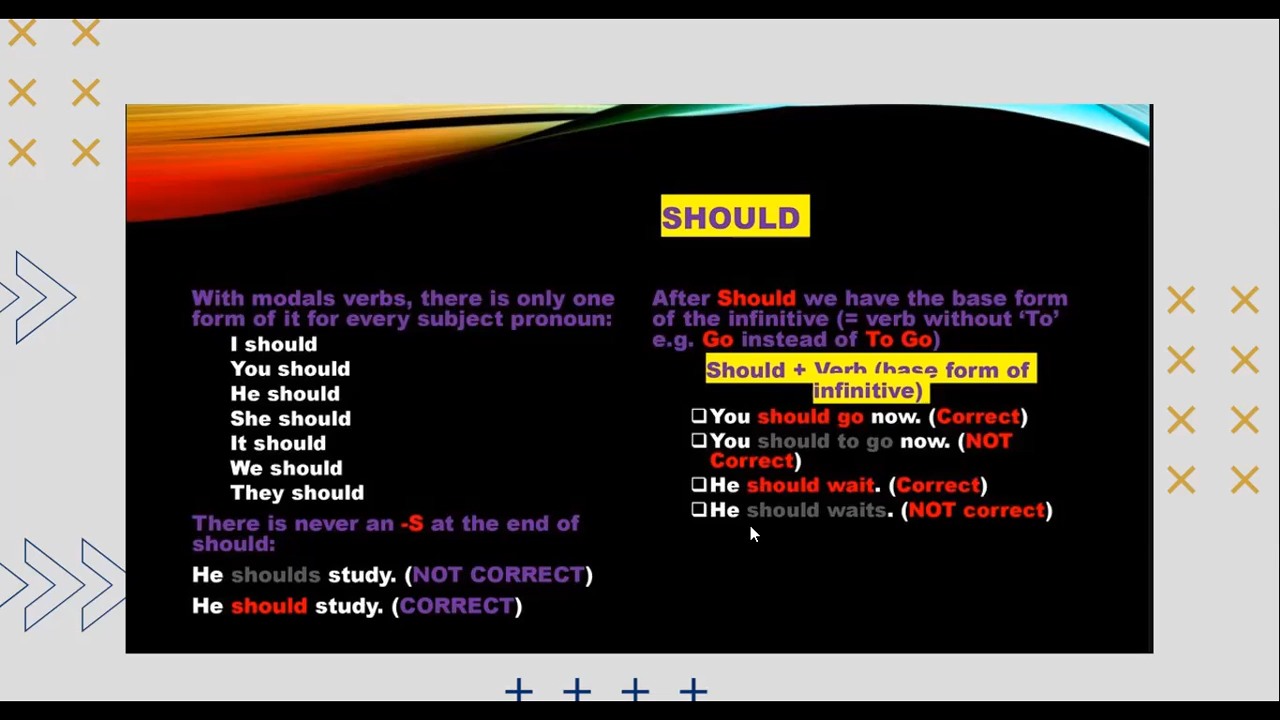 SHOULD
With modals verbs, there is only one
form of it for every subject pronoun:
I should
You should
He should
She should
It should
We should
They should
There is never an -S at the end of
should:
He shoulds study. (NOT CORRECT)
He should study. (CORRECT)
After Should we have the base form
of the infinitive (= verb without ‘To’
e.g. Go instead of To Go)
Should + Verb (base form of
infinitive)
❑You should go now. (Correct)
❑You should to go now. (NOT
Correct)
❑He should wait. (Correct)
❑He should waits. (NOT correct)